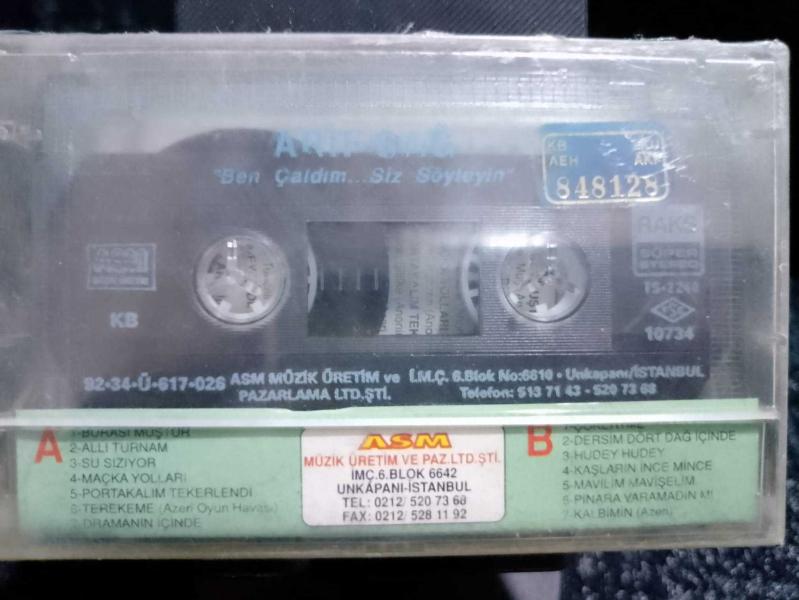 "Ben Çaldım...Siz Söyleyin"
KB
AEH AKH
848128
RAKS
SÜPER
STEREO
KB
10734
92-34-Ü-617-026 ASM MÜZİK ÜRETİM ve İ.M.Ç. 6.Blok No:6610 • Unkapanı/İSTANBUL
PAZARLAMA LTD.ŞTİ. Telefon: 513 71 43 - 520 73 68
A
1-BURASI MUŞTUR
2-ALLI TURNAM
3-SU SIZIYOR
4-MAÇKA YOLLARI
5-PORTAKALIM TEKERLENDİ
6-TEREKEME (Azeri Oyun Havası)
7-DRAMANIN İÇİNDE
ASM
MÜZİK ÜRETİM VE PAZ.LTD.ŞTİ.
İMÇ.6.BLOK 6642
UNKAPANI-İSTANBUL
TEL: 0212/ 520 73 68
FAX: 0212/ 528 11 92
B
2-DERSİM DÖRT DAĞ İÇİNDE
3-HUDEY HUDEY
4-KAŞLARIN İNCE MİNCE
5-MAVİLİM MAVİŞELİM
6-PINARA VARAMADIN MI
7-KALBİMİN (Azeri)